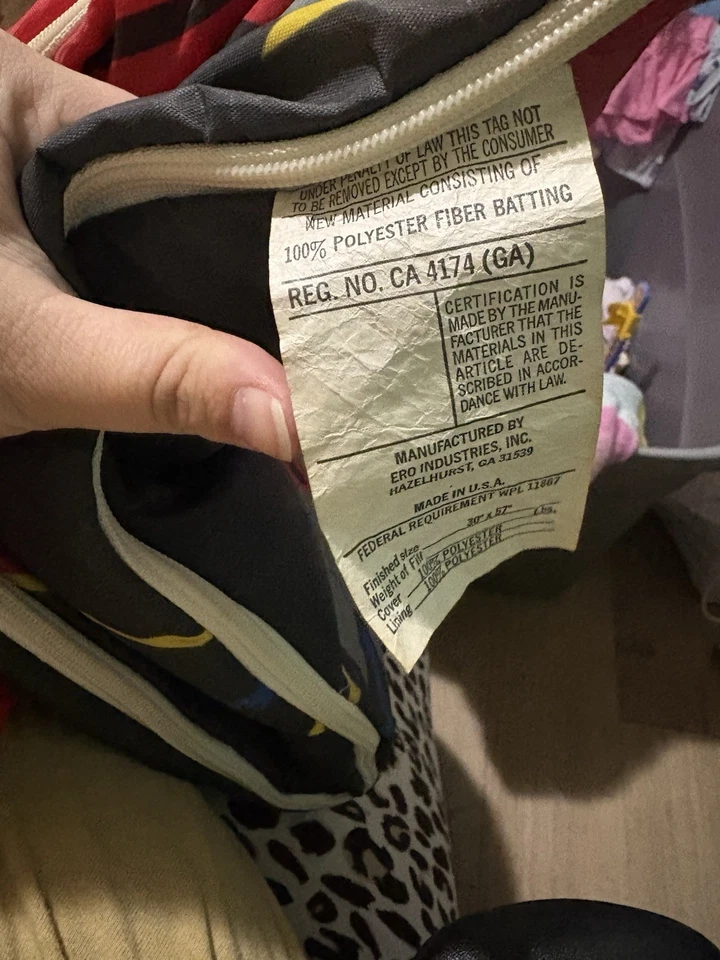 UNDER PENALTY OF LAW THIS TAG NOT
TO BE REMOVED EXCEPT BY THE CONSUMER
NEW MATERIAL CONSISTING OF
100% POLYESTER FIBER BATTING
REG. NO. CA 4174 (GA)
CERTIFICATION IS
MADE BY THE MANU-
FACTURER THAT THE
MATERIALS IN THIS
ARTICLE ARE DE-
SCRIBED IN ACCOR-
DANCE WITH LAW.
MANUFACTURED BY
ERO INDUSTRIES, INC.
HAZELHURST, GA 31539
MADE IN U.S.A.
FEDERAL REQUIREMENT WPL 11867
Finished size 30" x 57"
Weight of Fill Lbs.
Cover 100% POLYESTER
Lining 100% POLYESTER